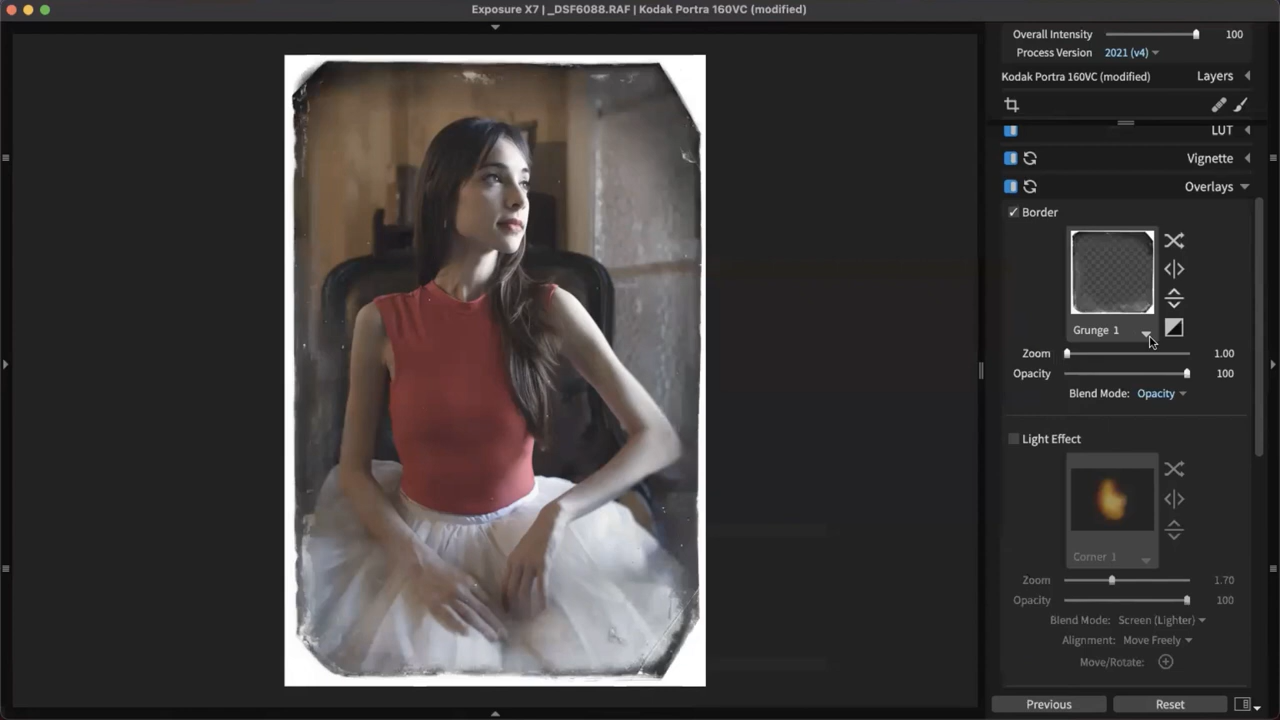 Exposure X7 | _DSF6088.RAF | Kodak Portra 160VC (modified)
Overall Intensity 100
Process Version 2021 (v4)
Kodak Portra 160VC (modified) Layers
LUT
Vignette
Overlays
Border
Grunge 1
Zoom 1.00
Opacity 100
Blend Mode: Opacity
Light Effect
Corner 1
Zoom 1.70
Opacity 100
Blend Mode: Screen (Lighter)
Alignment: Move Freely
Move/Rotate:
Previous Reset